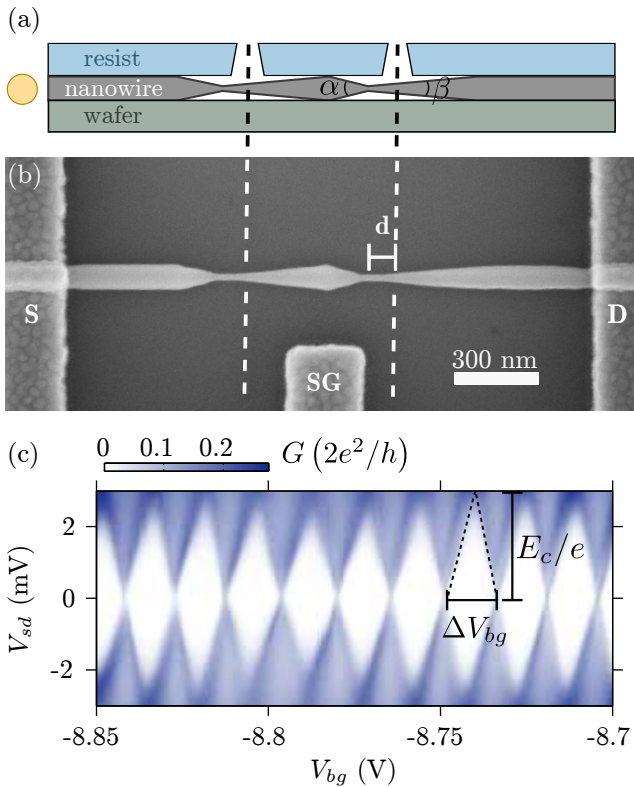 (a)
resist
nanowire
α
β
wafer
(b)
d
S
D
SG
300 nm
(c)
0
0.1
0.2
G (2e²/h)
2
0
-2
V_sd (mV)
E_c/e
ΔV_bg
-8.85
-8.8
-8.75
-8.7
V_bg (V)